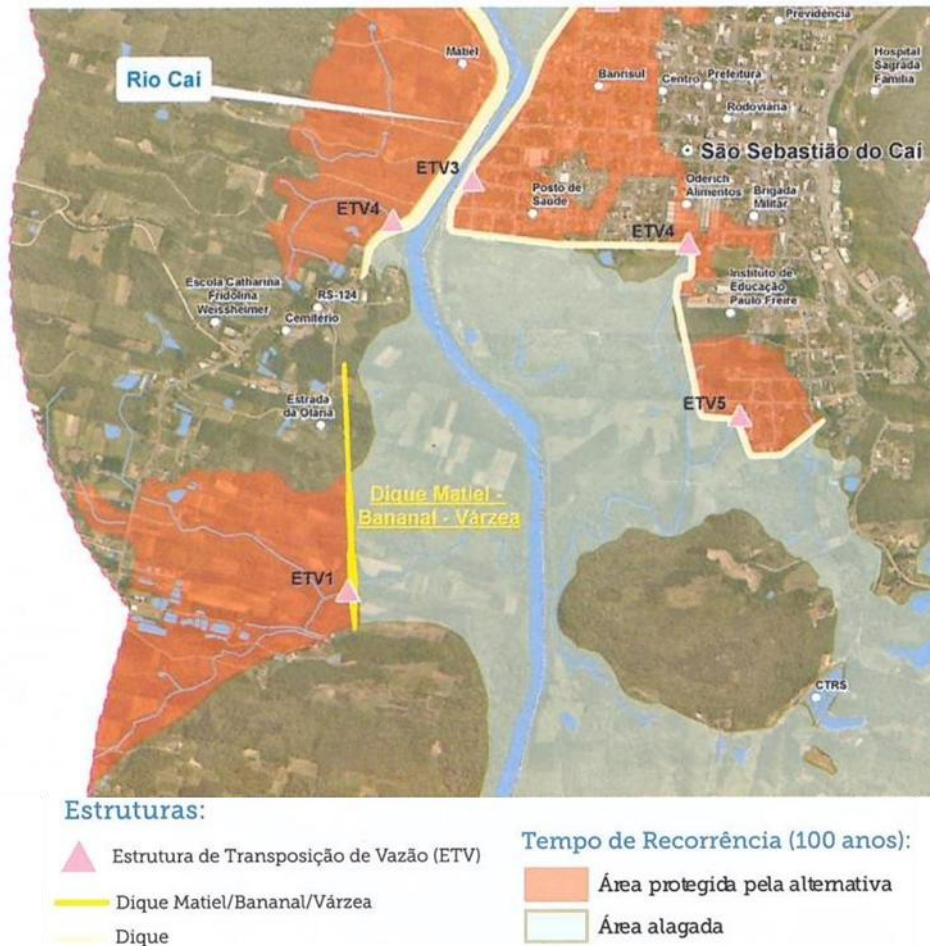 Previdência
Matiel
Hospital
Sagrada
Família
Banrisul
Centro
Prefeitura
Rio Caí
Rodoviária
São Sebastião do Caí
ETV3
Posto de
Saúde
Oderich
Alimentos
Brigada
Militar
ETV4
ETV4
Instituto de
Educação
Paulo Freire
Escola Catharina
Fridolina
Weissheimer
RS-124
Cemitério
Estrada
da Olaria
ETV5
Dique Matiel -
Bananal - Várzea
ETV1
CTRS
Estruturas:
Estrutura de Transposição de Vazão (ETV)
Dique Matiel/Bananal/Várzea
Dique
Tempo de Recorrência (100 anos):
Área protegida pela alternativa
Área alagada